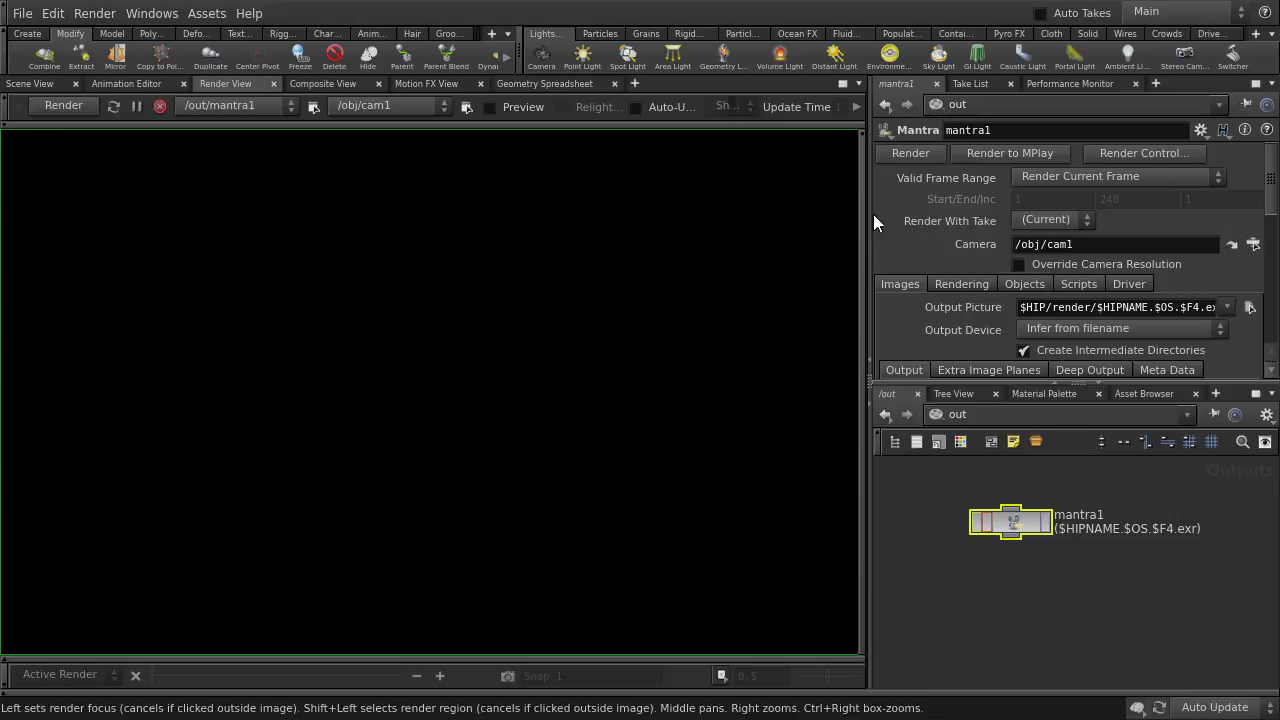 File Edit Render Windows Assets Help Auto Takes Main
Create Modify Model Poly... Defo... Text... Rigg... Char... Anim... Hair Groo... Lights... Particles Grains Rigid... Particl... Ocean FX Fluid... Populat... Contai... Pyro FX Cloth Solid Wires Crowds Drive...
Combine Extract Mirror Copy to Pol... Duplicate Center Pivot Freeze Delete Hide Parent Parent Blend Dyna Camera Point Light Spot Light Area Light Geometry L... Volume Light Distant Light Environme... Sky Light GI Light Caustic Light Portal Light Ambient Li... Stereo Cam... Switcher
Scene View Animation Editor Render View Composite View Motion FX View Geometry Spreadsheet
Render /out/mantra1 /obj/cam1 Preview Relight... Auto-U... Sh... Update Time
mantra1 Take List Performance Monitor
out
Mantra mantra1
Render Render to MPlay Render Control...
Valid Frame Range Render Current Frame
Start/End/Inc 1 240 1
Render With Take (Current)
Camera /obj/cam1
Override Camera Resolution
Images Rendering Objects Scripts Driver
Output Picture $HIP/render/$HIPNAME.$OS.$F4.ex
Output Device Infer from filename
Create Intermediate Directories
Output Extra Image Planes Deep Output Meta Data
/out Tree View Material Palette Asset Browser
out
Outputs
mantra1
($HIPNAME.$OS.$F4.exr)
Active Render Snap 1 0.5
Left sets render focus (cancels if clicked outside image). Shift+Left selects render region (cancels if clicked outside image). Middle pans. Right zooms. Ctrl+Right box-zooms. Auto Update